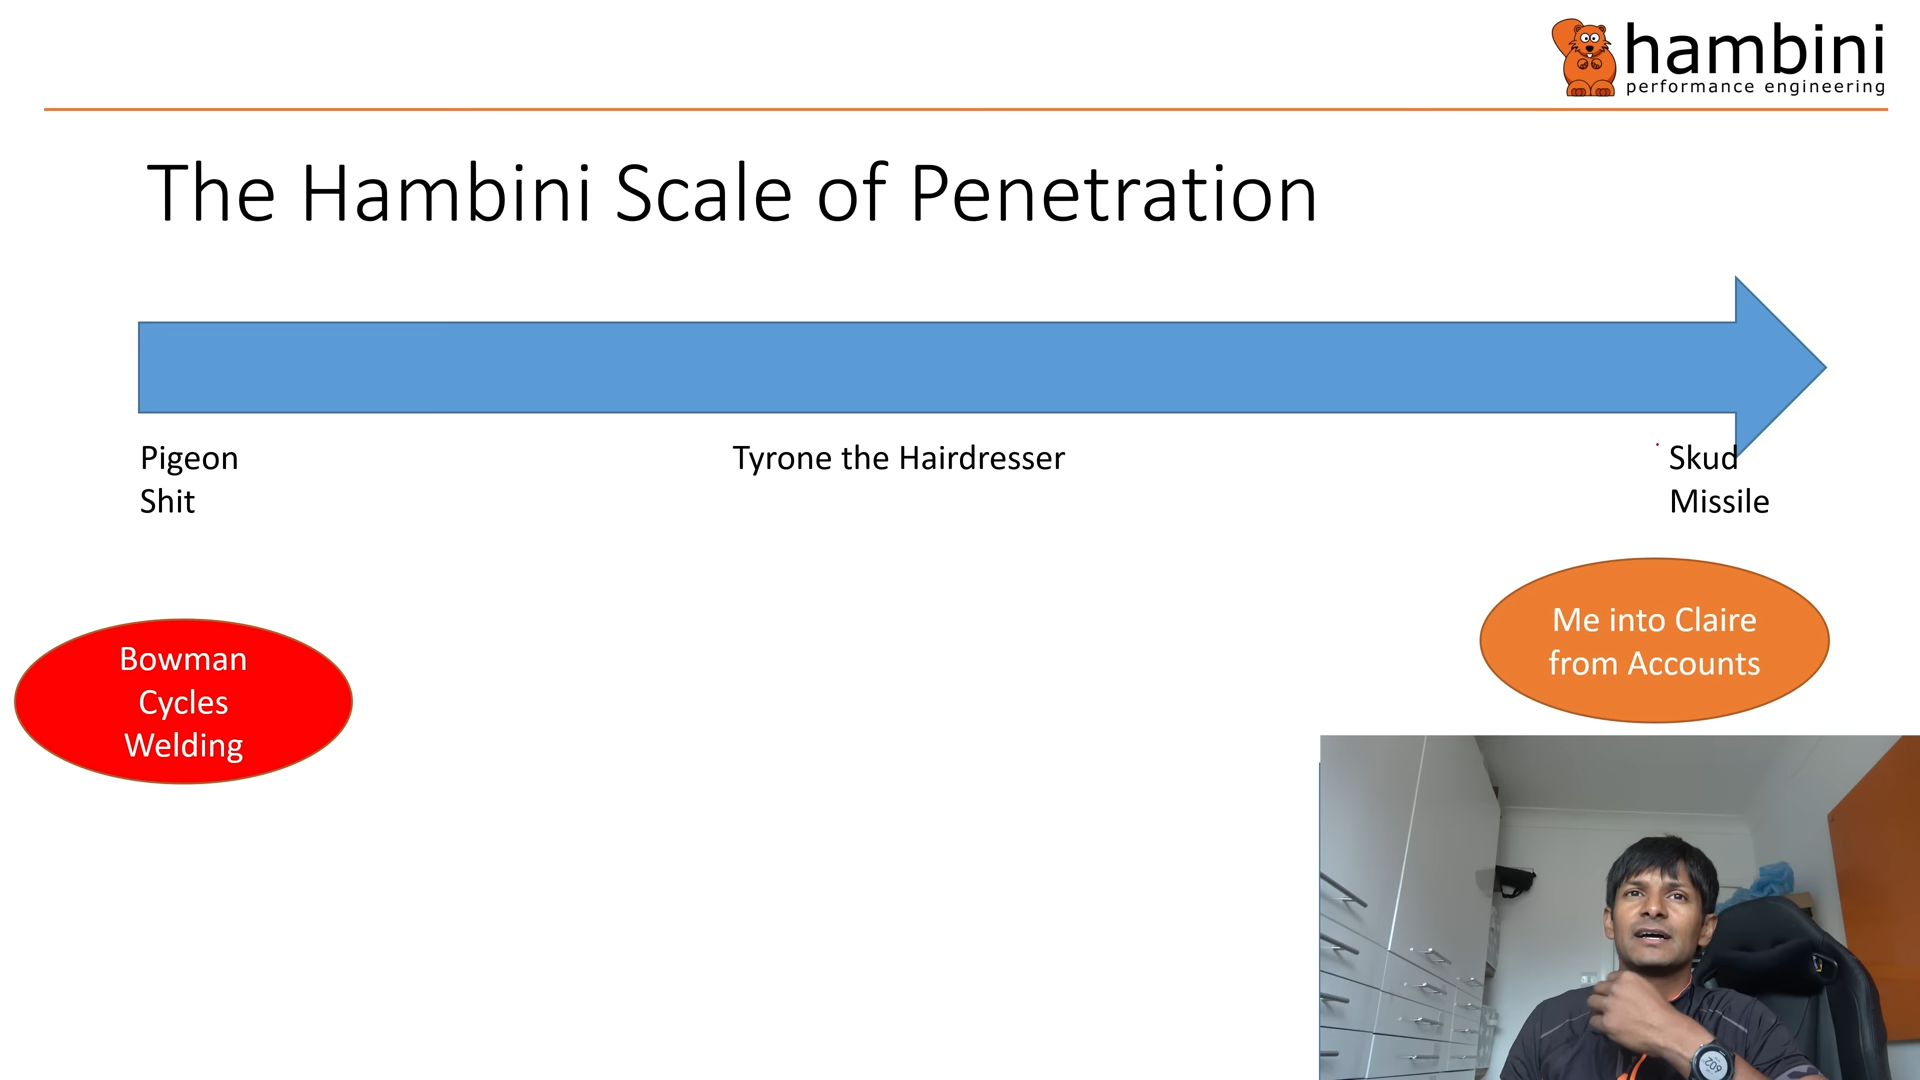 hambini
performance engineering
The Hambini Scale of Penetration
Pigeon
Shit
Tyrone the Hairdresser
Skud
Missile
Me into Claire
from Accounts
Bowman
Cycles
Welding